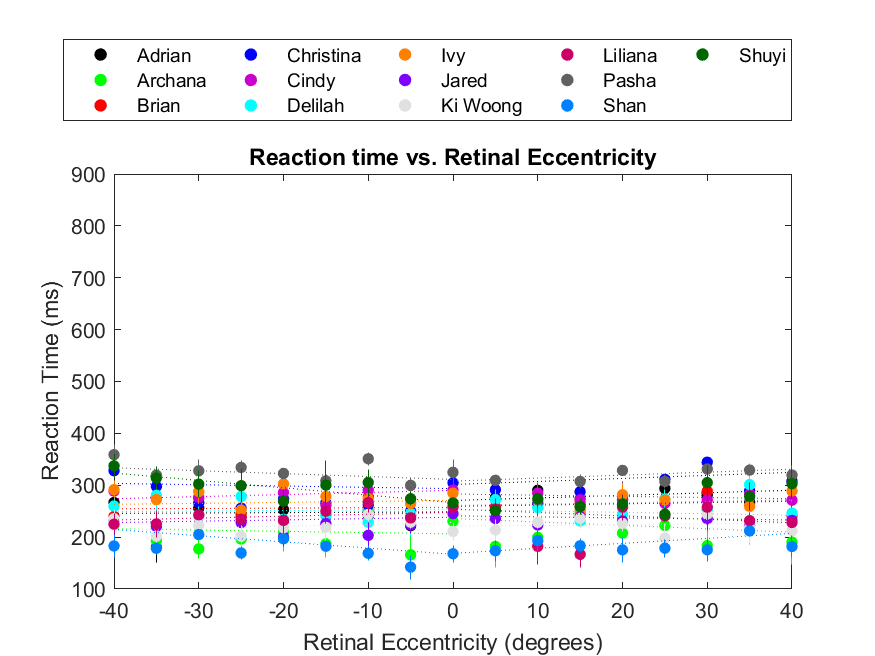 Adrian Christina Ivy Liliana Shuyi
Archana Cindy Jared Pasha
Brian Delilah Ki Woong Shan
Reaction time vs. Retinal Eccentricity
900
800
700
600
500
400
300
200
100
Reaction Time (ms)
-40 -30 -20 -10 0 10 20 30 40
Retinal Eccentricity (degrees)